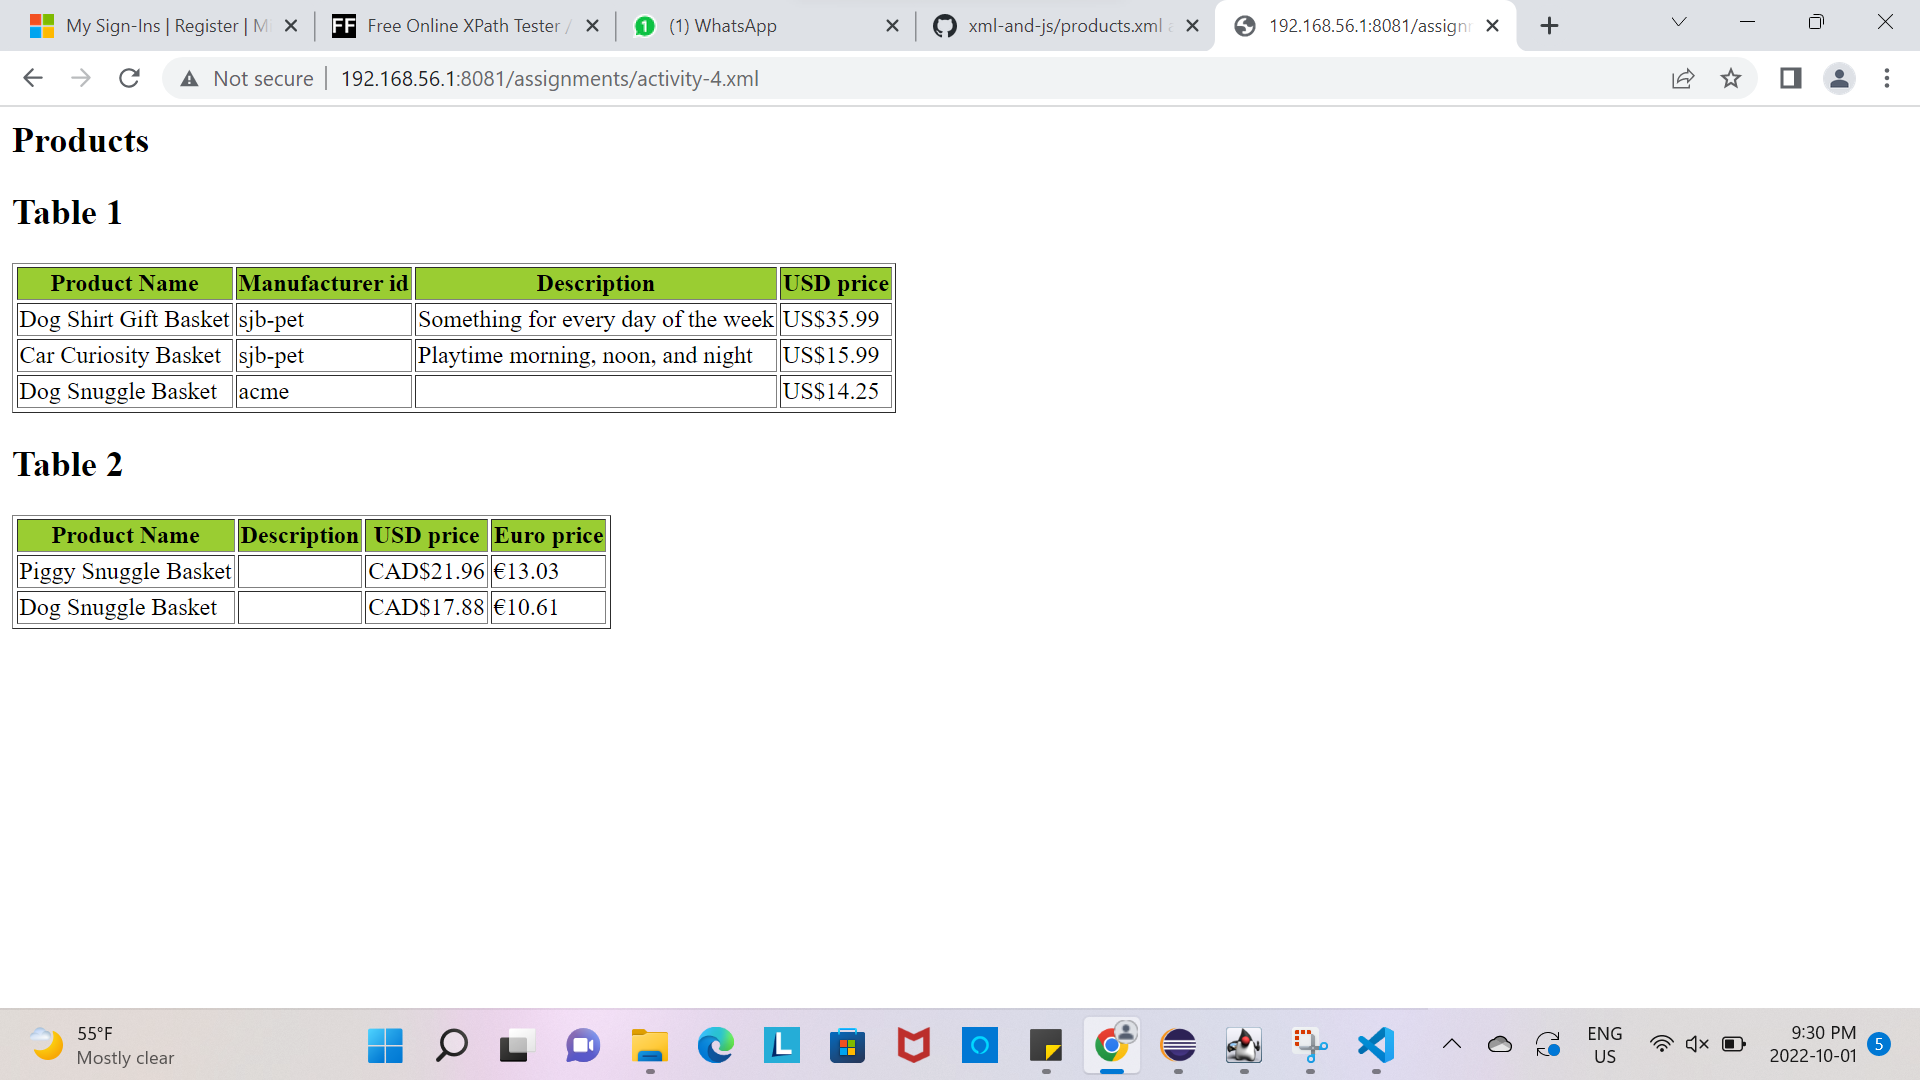 My Sign-Ins | Register | Mi
FF Free Online XPath Tester /
1 (1) WhatsApp
xml-and-js/products.xml a
192.168.56.1:8081/assignm
Not secure 192.168.56.1:8081/assignments/activity-4.xml
Products
Table 1
Product Name Manufacturer id Description USD price
Dog Shirt Gift Basket sjb-pet Something for every day of the week US$35.99
Car Curiosity Basket sjb-pet Playtime morning, noon, and night US$15.99
Dog Snuggle Basket acme US$14.25
Table 2
Product Name Description USD price Euro price
Piggy Snuggle Basket CAD$21.96 €13.03
Dog Snuggle Basket CAD$17.88 €10.61
55°F
Mostly clear
L
ENG
US
9:30 PM
2022-10-01
5